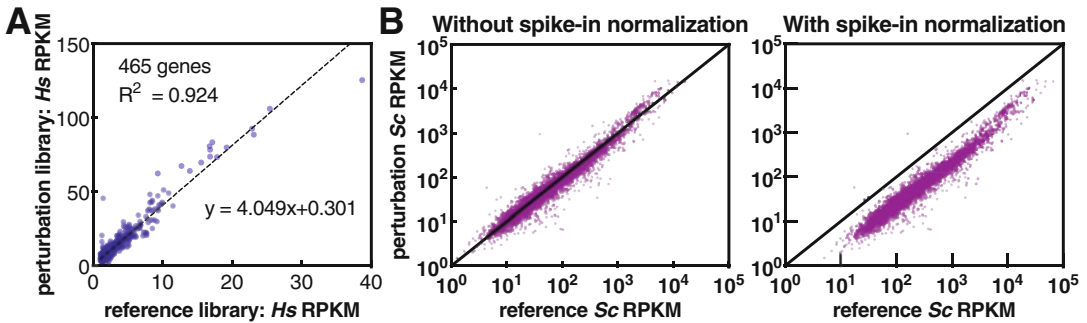 A
perturbation library: Hs RPKM
150
100
50
0
465 genes
R² = 0.924
y = 4.049x+0.301
0 10 20 30 40
reference library: Hs RPKM
B
Without spike-in normalization
perturbation Sc RPKM
10⁵
10⁴
10³
10²
10¹
10⁰
10⁰ 10¹ 10² 10³ 10⁴ 10⁵
reference Sc RPKM
With spike-in normalization
10⁵
10⁴
10³
10²
10¹
10⁰
10⁰ 10¹ 10² 10³ 10⁴ 10⁵
reference Sc RPKM